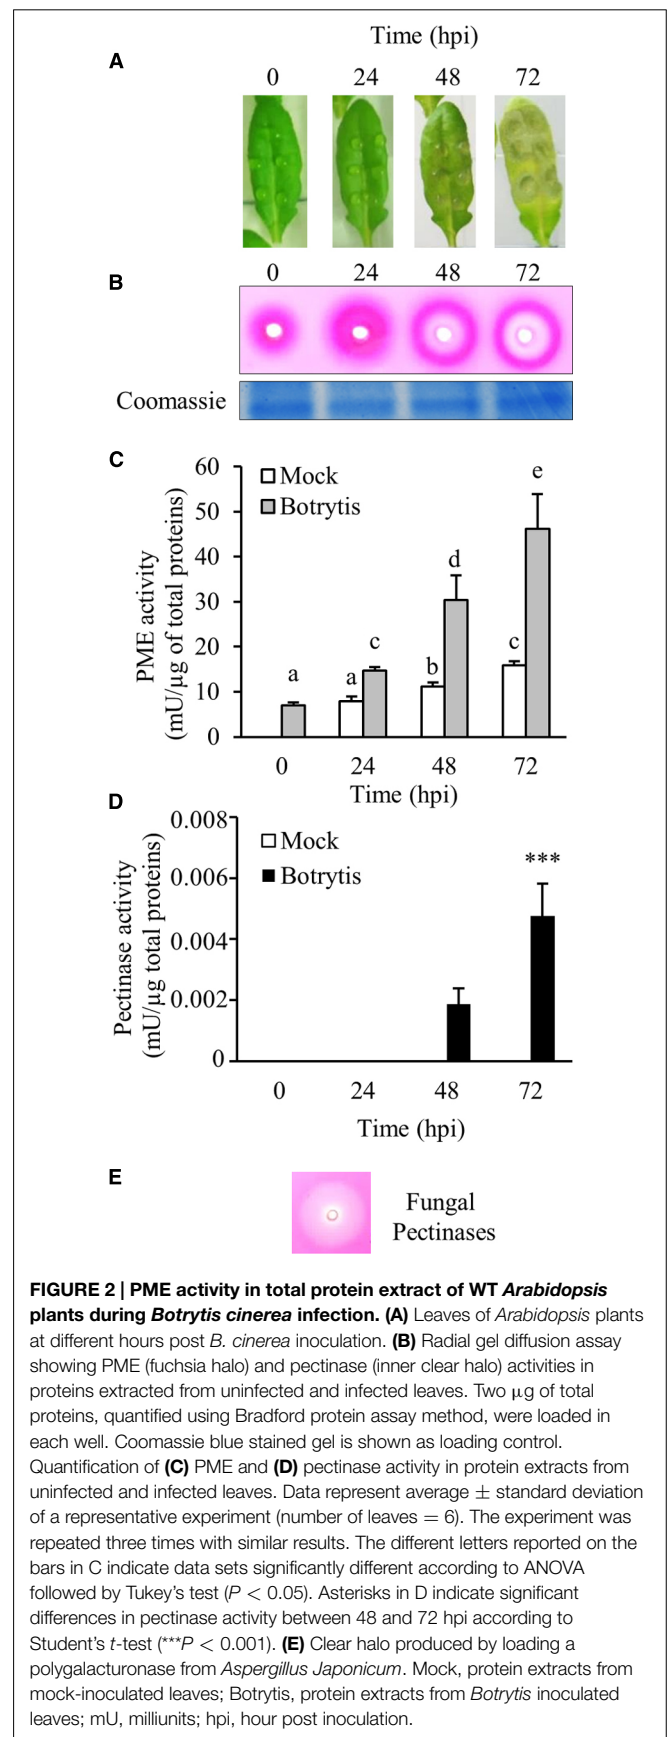 Time (hpi)
A
0 24 48 72
B
0 24 48 72
Coomassie
C
PME activity
(mU/µg of total proteins)
60
50
40
30
20
10
0
Mock
Botrytis
a
a
c
b
d
c
e
0 24 48 72
Time (hpi)
D
Pectinase activity
(mU/µg total proteins)
0.008
0.006
0.004
0.002
0
Mock
Botrytis
***
0 24 48 72
Time (hpi)
E
Fungal
Pectinases
FIGURE 2 | PME activity in total protein extract of WT Arabidopsis
plants during Botrytis cinerea infection. (A) Leaves of Arabidopsis plants
at different hours post B. cinerea inoculation. (B) Radial gel diffusion assay
showing PME (fuchsia halo) and pectinase (inner clear halo) activities in
proteins extracted from uninfected and infected leaves. Two µg of total
proteins, quantified using Bradford protein assay method, were loaded in
each well. Coomassie blue stained gel is shown as loading control.
Quantification of (C) PME and (D) pectinase activity in protein extracts from
uninfected and infected leaves. Data represent average ± standard deviation
of a representative experiment (number of leaves = 6). The experiment was
repeated three times with similar results. The different letters reported on the
bars in C indicate data sets significantly different according to ANOVA
followed by Tukey's test (P < 0.05). Asterisks in D indicate significant
differences in pectinase activity between 48 and 72 hpi according to
Student's t-test (***P < 0.001). (E) Clear halo produced by loading a
polygalacturonase from Aspergillus Japonicum. Mock, protein extracts from
mock-inoculated leaves; Botrytis, protein extracts from Botrytis inoculated
leaves; mU, milliunits; hpi, hour post inoculation.